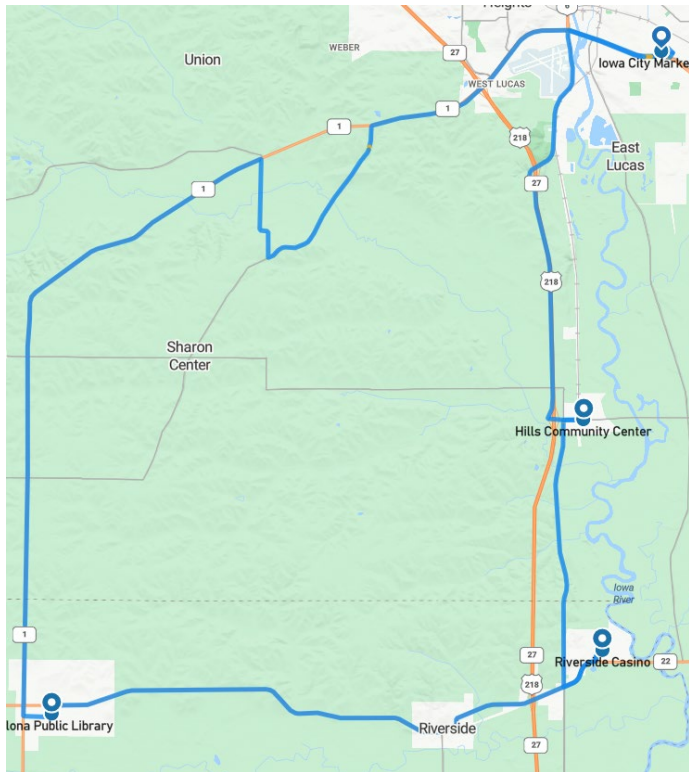 Heights
6
Union
WEBER
27
Iowa City Marke
WEST LUCAS
1
1
218
East
Lucas
27
1
218
Sharon
Center
Hills Community Center
Iowa
River
1
27
Riverside Casino
22
218
lona Public Library
Riverside
27